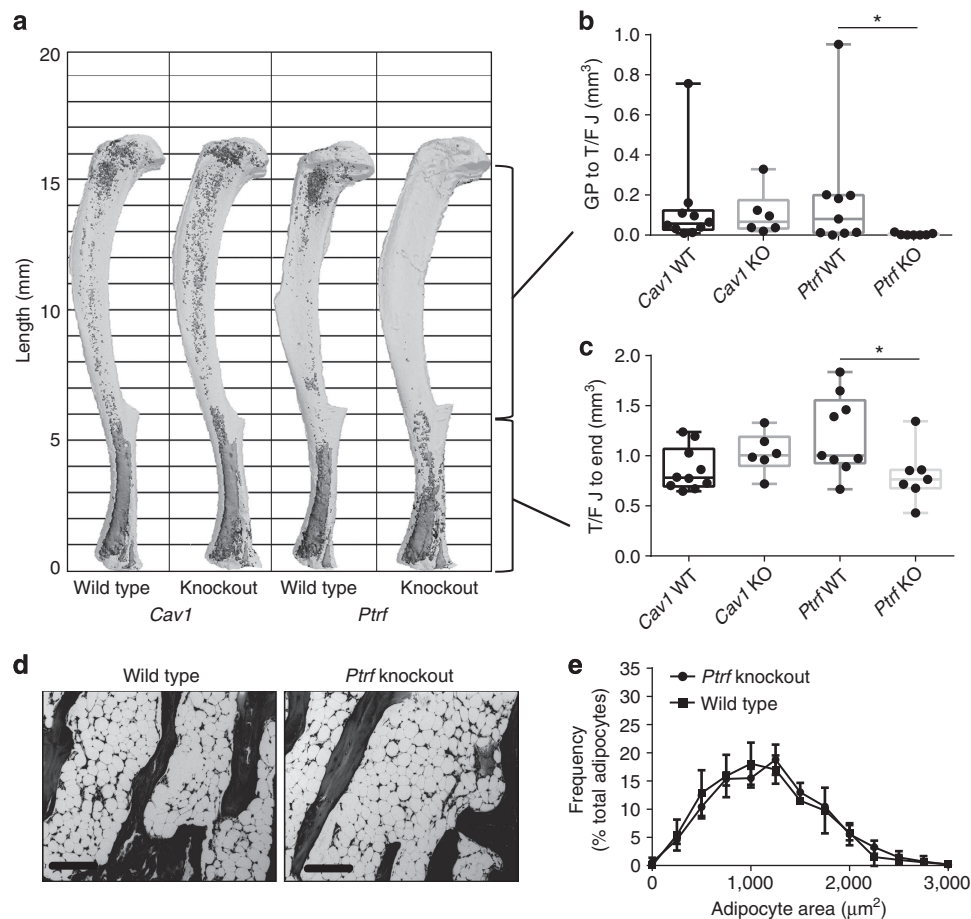 a
20
15
10
5
0
Length (mm)
Wild type Knockout Wild type Knockout
Cav1 Ptrf
b
*
GP to T/F J (mm³)
1.0
0.8
0.6
0.4
0.2
0.0
Cav1 WT
Cav1 KO
Ptrf WT
Ptrf KO
c
*
T/F J to end (mm³)
2.0
1.5
1.0
0.5
0.0
Cav1 WT
Cav1 KO
Ptrf WT
Ptrf KO
d
Wild type Ptrf knockout
e
Frequency
(% total adipocytes)
35
30
25
20
15
10
5
0
Ptrf knockout
Wild type
0 1,000 2,000 3,000
Adipocyte area (μm²)